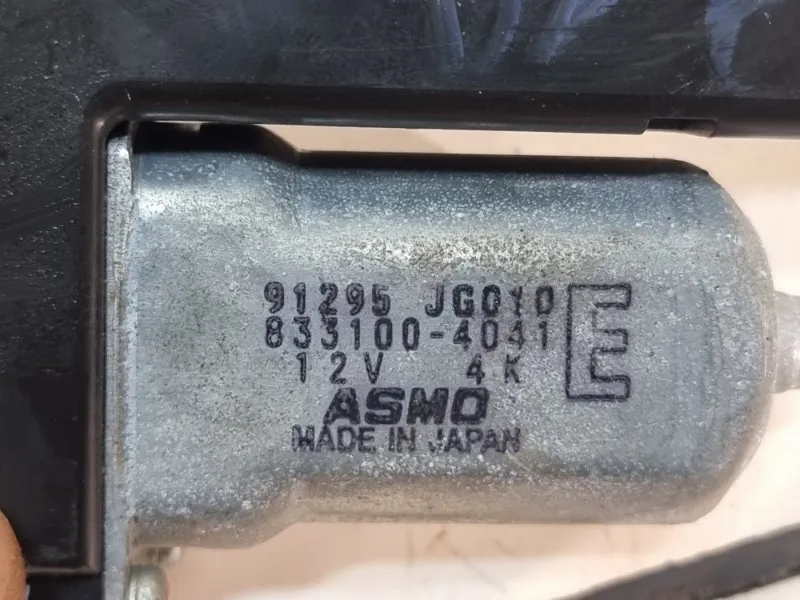 91295 JG010
833100-4041
12V 4K
E
ASMO
MADE IN JAPAN